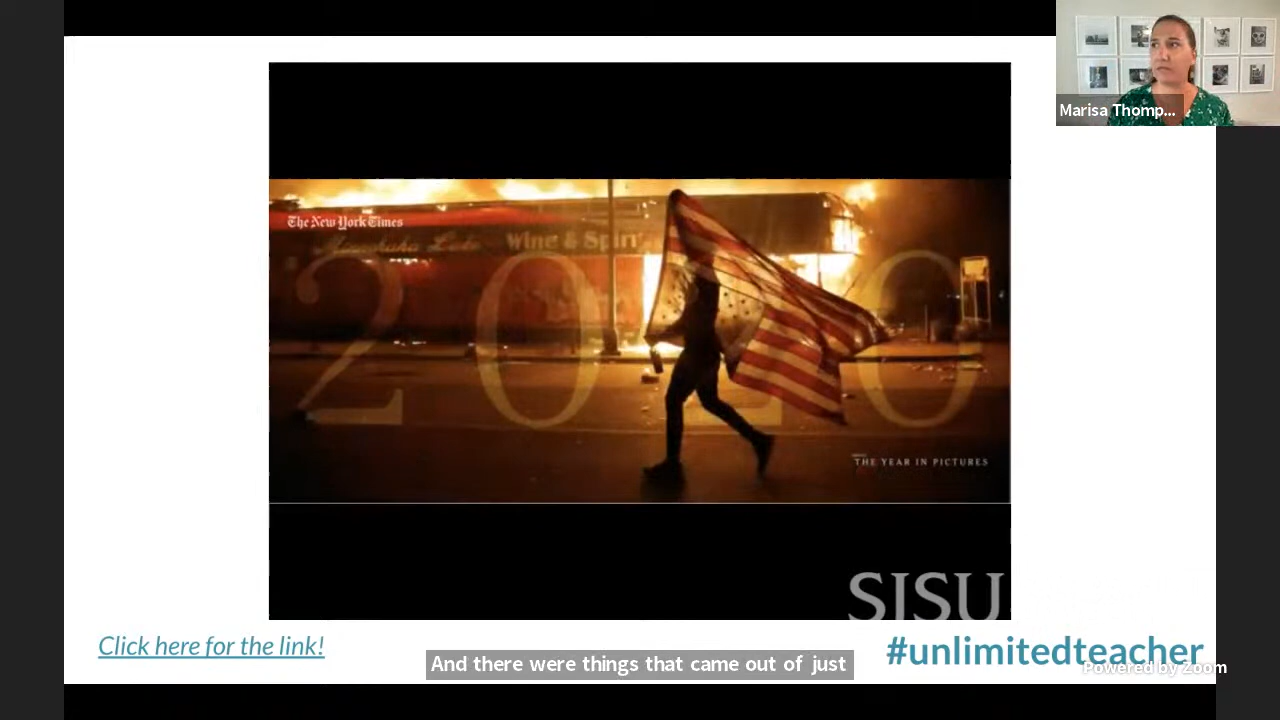 Marisa Thomp...
The New York Times
Wine & Spirit
2020
THE YEAR IN PICTURES
SISU
Click here for the link!
#unlimitedteacher
And there were things that came out of just
Powered by Zoom